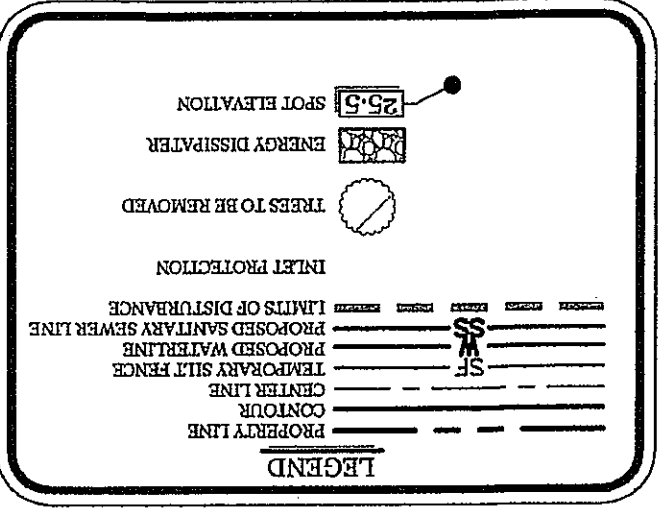 LEGEND
PROPERTY LINE
CONTOUR
CENTER LINE
SF TEMPORARY SILT FENCE
W PROPOSED WATERLINE
SS PROPOSED SANITARY SEWER LINE
LIMITS OF DISTURBANCE
INLET PROTECTION
TREES TO BE REMOVED
ENERGY DISSIPATER
25.5 SPOT ELEVATION